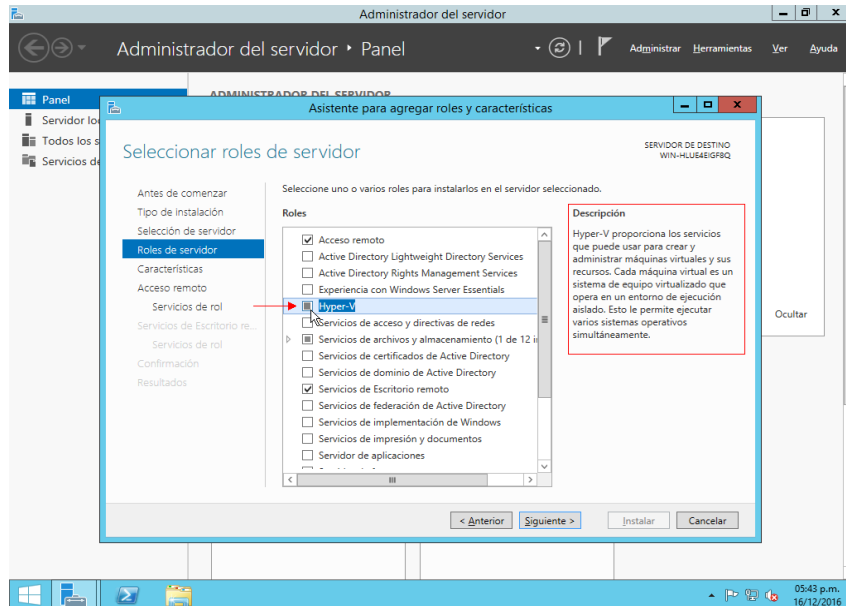 Administrador del servidor
Administrador del servidor ‣ Panel
Administrar Herramientas Ver Ayuda
ADMINISTRADOR DEL SERVIDOR
Panel
Servidor
Todos los
Servicios
Ocultar
Asistente para agregar roles y características
Seleccionar roles de servidor
SERVIDOR DE DESTINO
WIN-HLUE4EIGF8Q
Antes de comenzar
Tipo de instalación
Selección de servidor
Roles de servidor
Características
Acceso remoto
Servicios de rol
Servicios de Escritorio re...
Servicios de rol
Confirmación
Resultados
Seleccione uno o varios roles para instalarlos en el servidor seleccionado.
Roles
Acceso remoto
Active Directory Lightweight Directory Services
Active Directory Rights Management Services
Experiencia con Windows Server Essentials
Hyper-V
Servicios de acceso y directivas de redes
Servicios de archivos y almacenamiento (1 de 12
Servicios de certificados de Active Directory
Servicios de dominio de Active Directory
Servicios de Escritorio remoto
Servicios de federación de Active Directory
Servicios de implementación de Windows
Servicios de impresión y documentos
Servidor de aplicaciones
Descripción
Hyper-V proporciona los servicios
que puede usar para crear y
administrar máquinas virtuales y sus
recursos. Cada máquina virtual es un
sistema de equipo virtualizado que
opera en un entorno de ejecución
aislado. Esto le permite ejecutar
varios sistemas operativos
simultáneamente.
< Anterior Siguiente > Instalar Cancelar
05:43 p.m.
16/12/2016